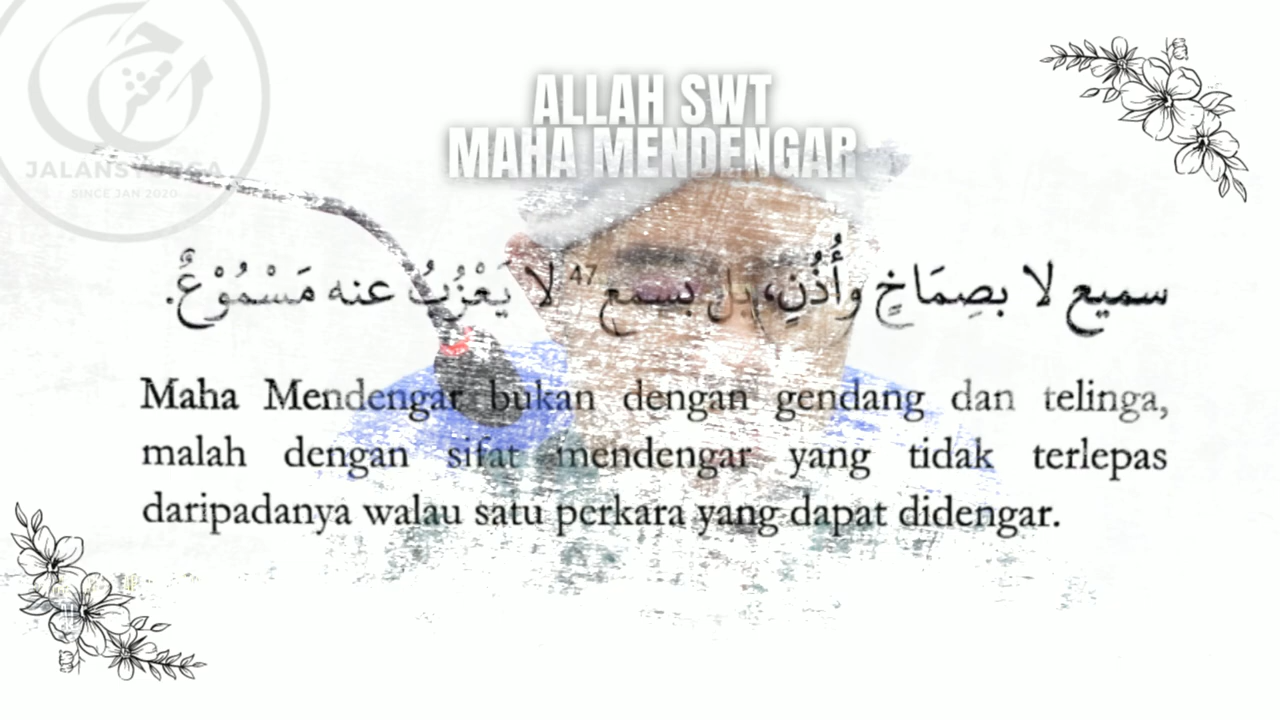 ALLAH SWT
MAHA MENDENGAR
سميع لا بصِمَاخٍ وأُذُنٍ، بل بسمع 47 لا يَعْزُبُ عنه مَسْمُوْعٌ.
Maha Mendengar bukan dengan gendang dan telinga,
malah dengan sifat mendengar yang tidak terlepas
daripadanya walau satu perkara yang dapat didengar.
SINCE JAN 2020